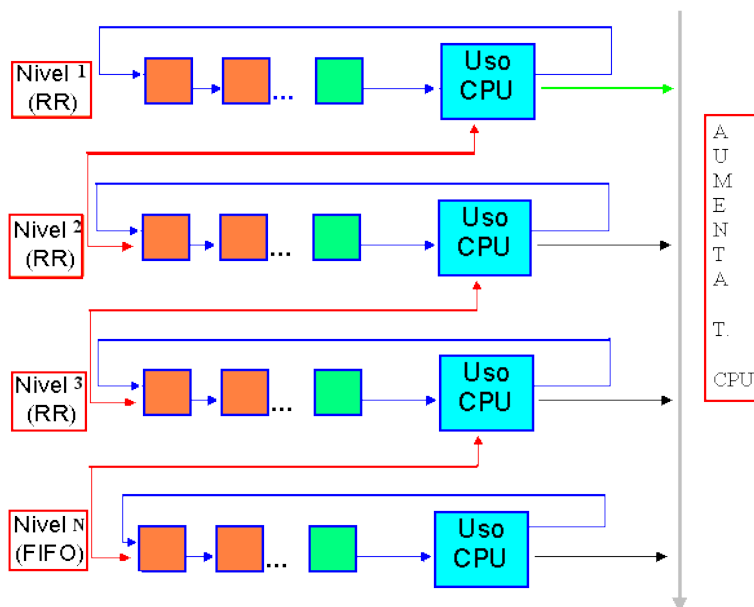 Nivel 1
(RR)
...
Uso
CPU
Nivel 2
(RR)
...
Uso
CPU
Nivel 3
(RR)
...
Uso
CPU
Nivel N
(FIFO)
...
Uso
CPU
A
U
M
E
N
T
A
T.
CPU